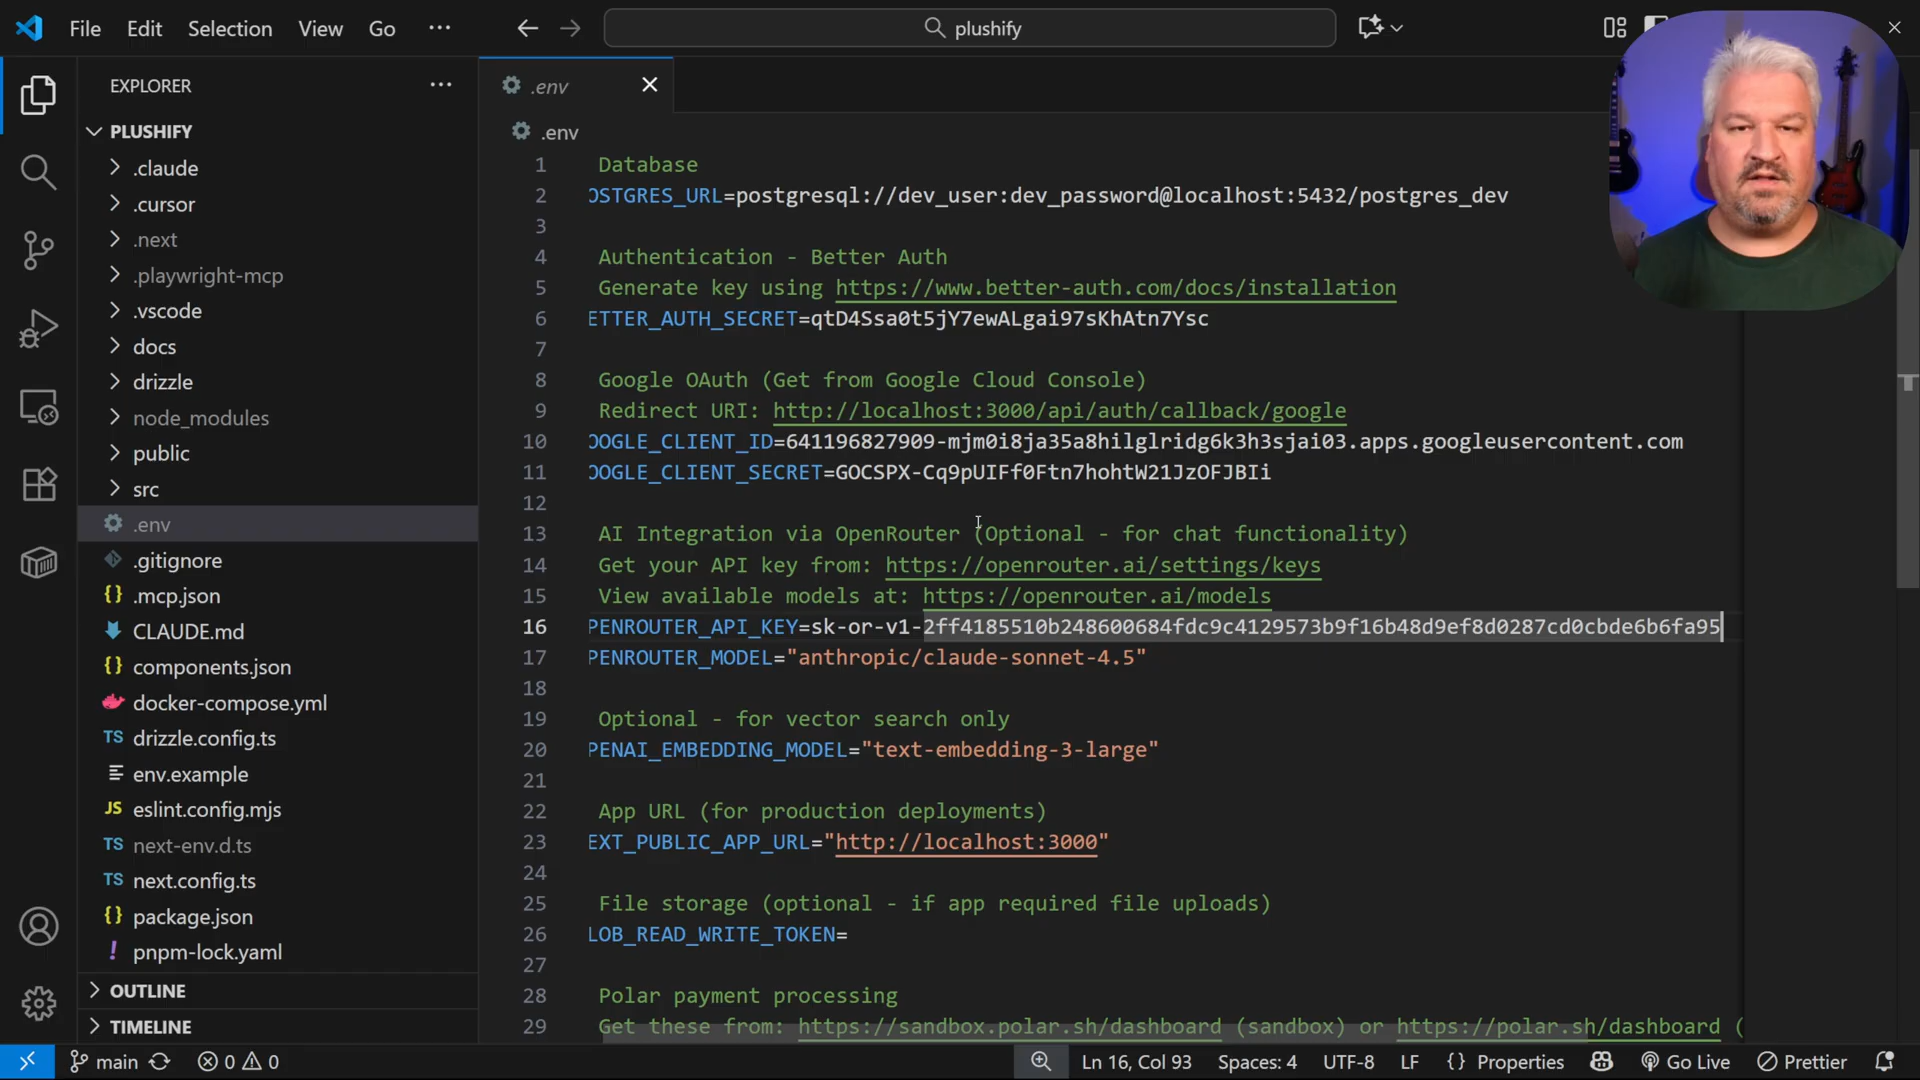 File Edit Selection View Go ··· plushify
EXPLORER ···
PLUSHIFY
.claude
.cursor
.next
.playwright-mcp
.vscode
docs
drizzle
node_modules
public
src
.env
.gitignore
{} .mcp.json
CLAUDE.md
{} components.json
docker-compose.yml
TS drizzle.config.ts
env.example
JS eslint.config.mjs
next-env.d.ts
TS next.config.ts
{} package.json
! pnpm-lock.yaml
OUTLINE
TIMELINE
.env
.env
1 Database
2 OSTGRES_URL=postgresql://dev_user:dev_password@localhost:5432/postgres_dev
3
4 Authentication - Better Auth
5 Generate key using https://www.better-auth.com/docs/installation
6 ETTER_AUTH_SECRET=qtD4Ssa0t5jY7ewALgai97sKhAtn7Ysc
7
8 Google OAuth (Get from Google Cloud Console)
9 Redirect URI: http://localhost:3000/api/auth/callback/google
10 OOGLE_CLIENT_ID=641196827909-mjm0i8ja35a8hilglridg6k3h3sjai03.apps.googleusercontent.com
11 OOGLE_CLIENT_SECRET=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
12
13 AI Integration via OpenRouter (Optional - for chat functionality)
14 Get your API key from: https://openrouter.ai/settings/keys
15 View available models at: https://openrouter.ai/models
16 PENROUTER_API_KEY=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
17 PENROUTER_MODEL="anthropic/claude-sonnet-4.5"
18
19 Optional - for vector search only
20 PENAI_EMBEDDING_MODEL="text-embedding-3-large"
21
22 App URL (for production deployments)
23 EXT_PUBLIC_APP_URL="http://localhost:3000"
24
25 File storage (optional - if app required file uploads)
26 LOB_READ_WRITE_TOKEN=
27
28 Polar payment processing
29 Get these from: https://sandbox.polar.sh/dashboard (sandbox) or https://polar.sh/dashboard (
main 0 0 Ln 16, Col 93 Spaces: 4 UTF-8 LF {} Properties Go Live Prettier